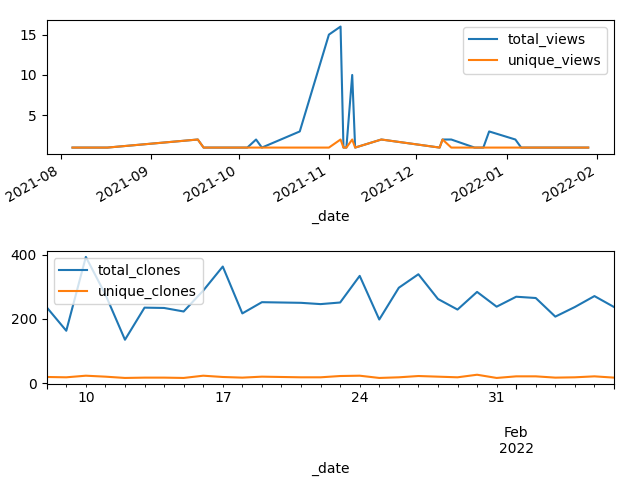 15
10
5
total_views
unique_views
2021-08
2021-09
2021-10
2021-11
2021-12
2022-01
2022-02
_date
400
200
0
total_clones
unique_clones
10
17
24
31
Feb
2022
_date